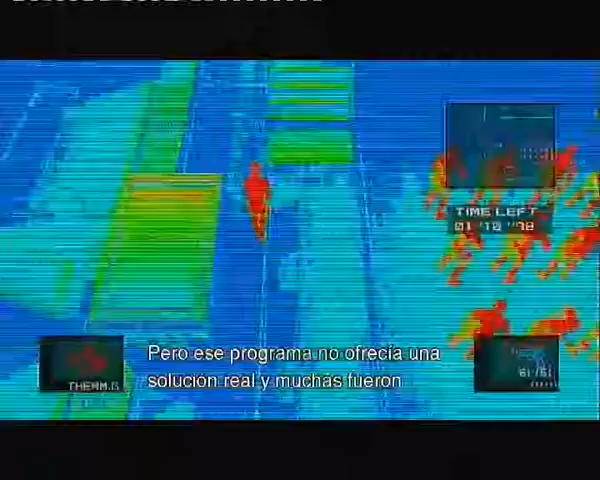 TIME LEFT
01'10"78
THERM.G
61/61
Pero ese programa no ofrecía una
solución real y muchas fueron